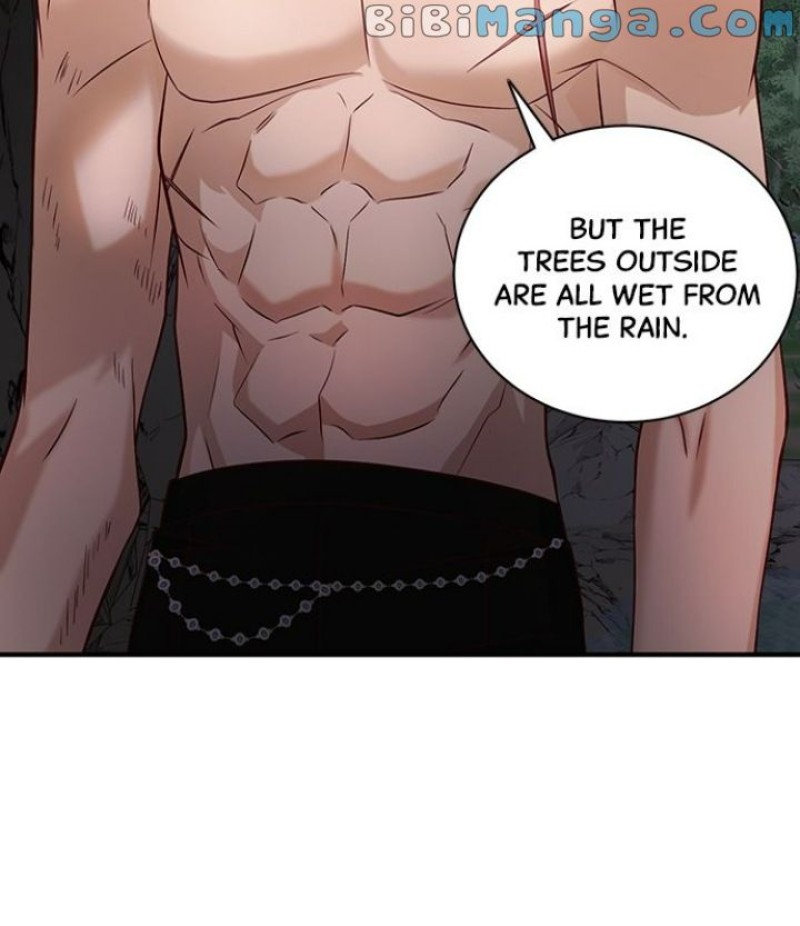 BiBiManga.Com
BUT THE
TREES OUTSIDE
ARE ALL WET FROM
THE RAIN.